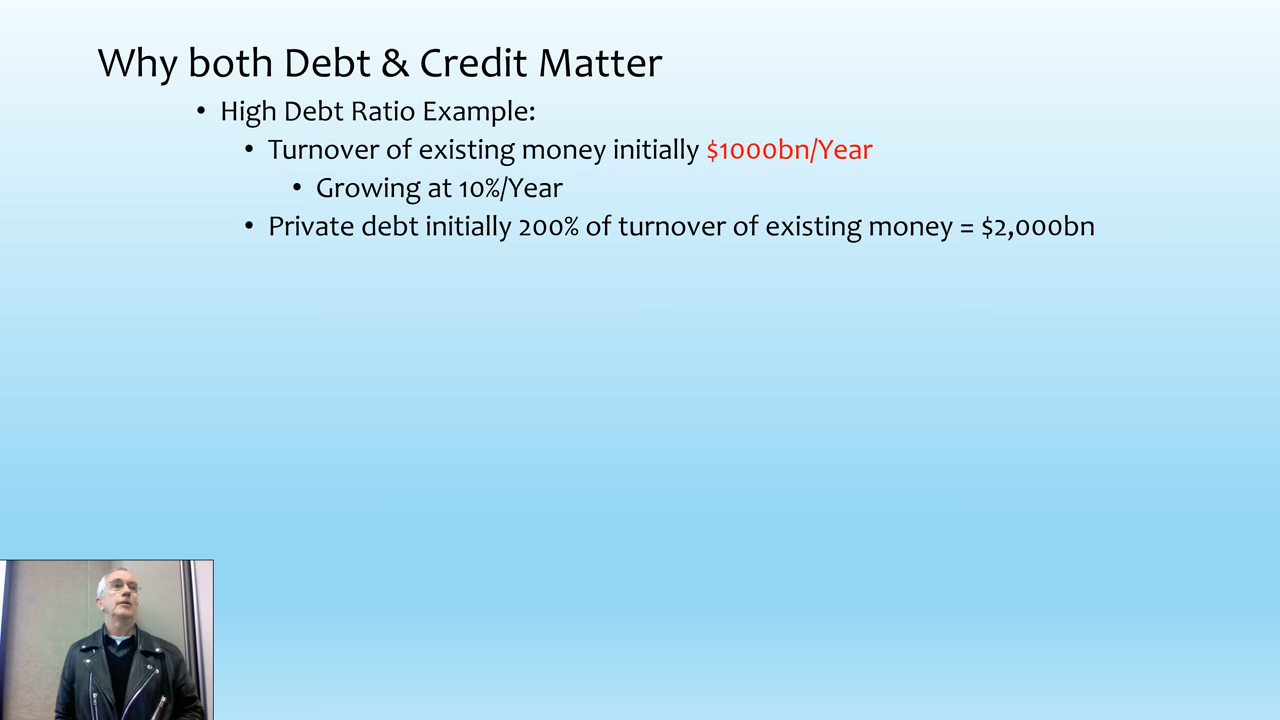 Why both Debt & Credit Matter
• High Debt Ratio Example:
• Turnover of existing money initially $1000bn/Year
• Growing at 10%/Year
• Private debt initially 200% of turnover of existing money = $2,000bn